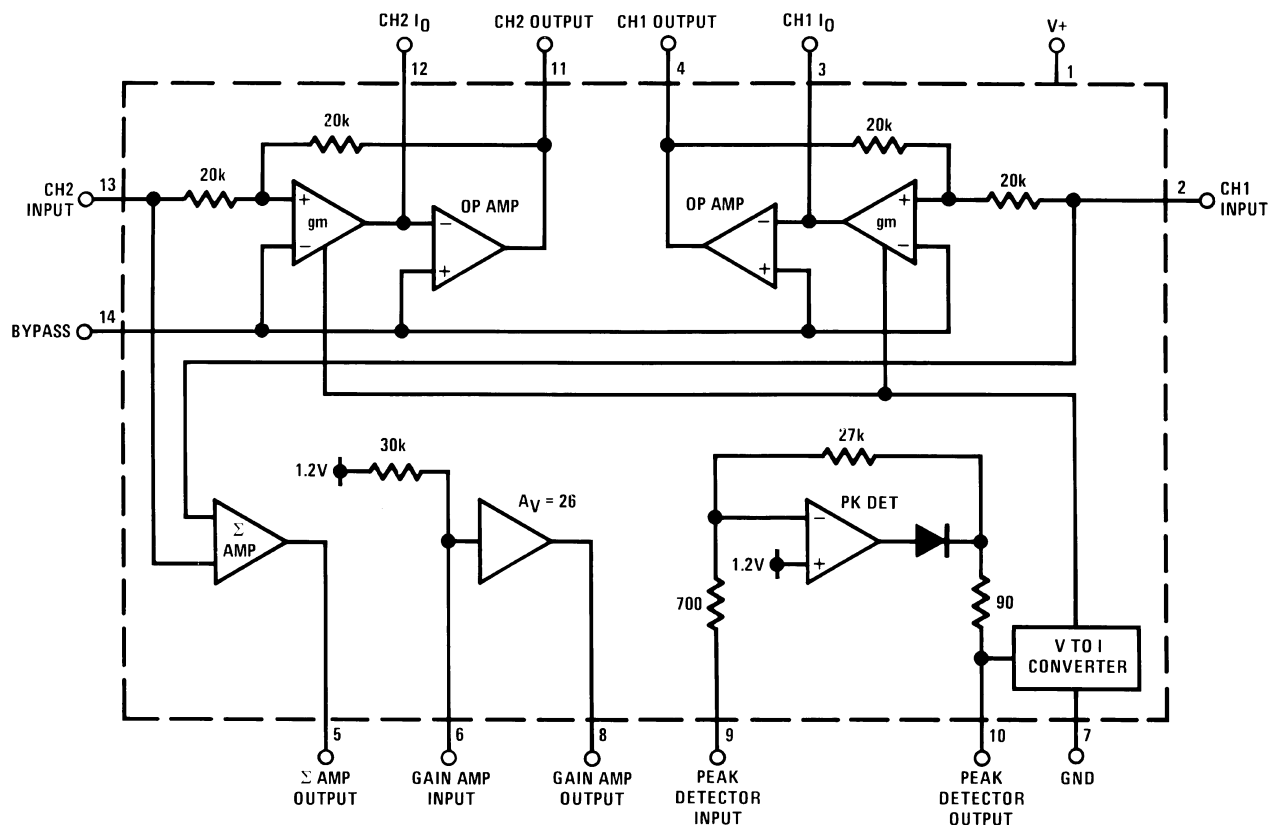 CH2 I0
CH2 OUTPUT
CH1 OUTPUT
CH1 I0
V+
12
11
4
3
1
20k
20k
CH2
INPUT
13
20k
+
gm
−
OP AMP
−
+
OP AMP
−
+
+
gm
−
20k
2
CH1
INPUT
BYPASS
14
30k
1.2V
AV = 26
Σ
AMP
27k
PK DET
−
+
1.2V
700
90
V TO I
CONVERTER
5
6
8
9
10
7
Σ AMP
OUTPUT
GAIN AMP
INPUT
GAIN AMP
OUTPUT
PEAK
DETECTOR
INPUT
PEAK
DETECTOR
OUTPUT
GND